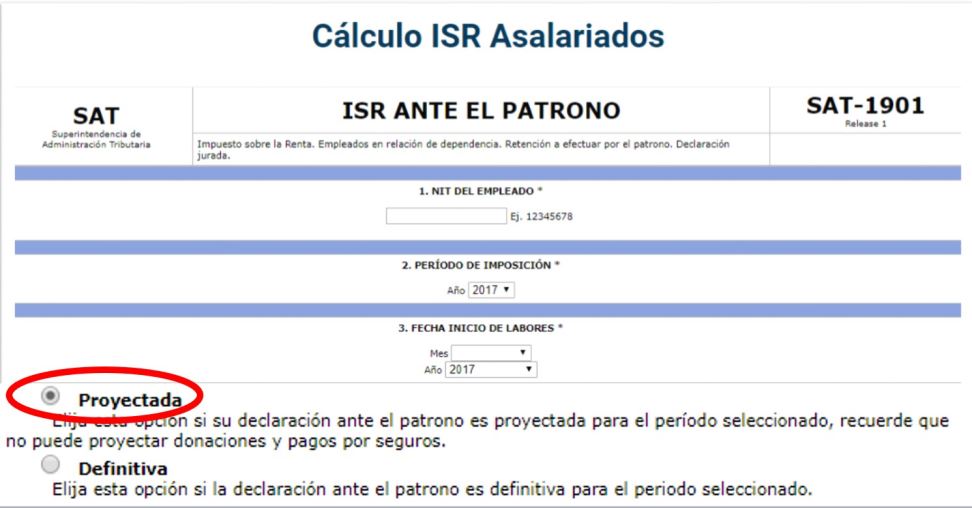 Cálculo ISR Asalariados
SAT
Superintendencia de
Administración Tributaria
ISR ANTE EL PATRONO
Impuesto sobre la Renta. Empleados en relación de dependencia. Retención a efectuar por el patrono. Declaración
jurada.
SAT-1901
Release 1
1. NIT DEL EMPLEADO *
Ej. 12345678
2. PERÍODO DE IMPOSICIÓN *
Año 2017
3. FECHA INICIO DE LABORES *
Mes
Año 2017
Proyectada
Elija esta opción si su declaración ante el patrono es proyectada para el período seleccionado, recuerde que
no puede proyectar donaciones y pagos por seguros.
Definitiva
Elija esta opción si la declaración ante el patrono es definitiva para el periodo seleccionado.